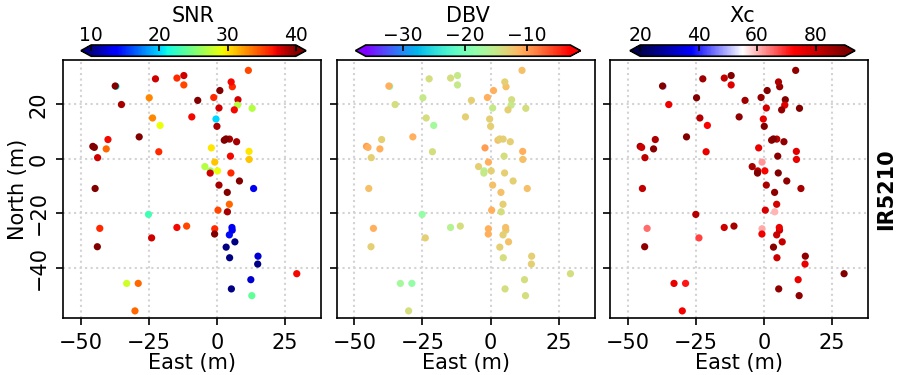 SNR DBV Xc
10 20 30 40 −30 −20 −10 20 40 60 80
North (m)
20
0
−20
−40
IR5210
−50 −25 0 25 −50 −25 0 25 −50 −25 0 25
East (m) East (m) East (m)